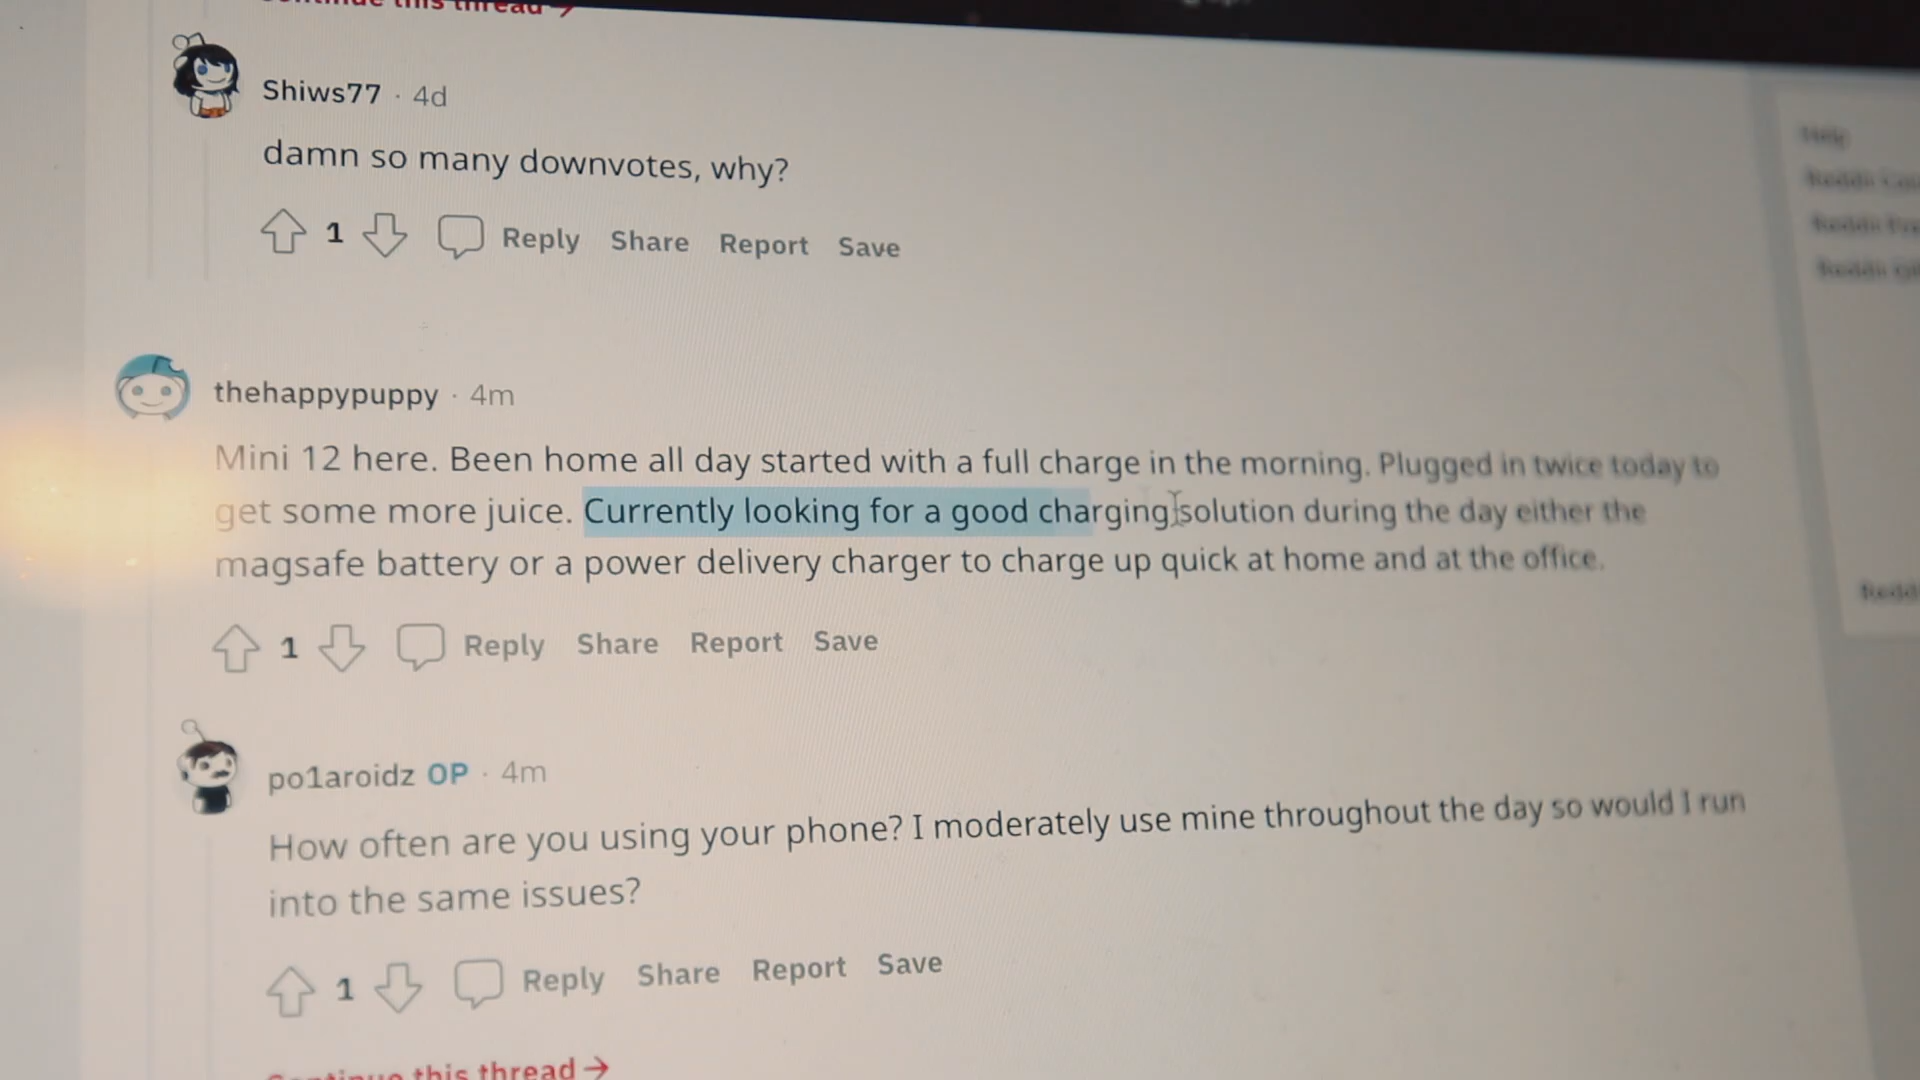 Continue this thread →
Shiws77 · 4d
damn so many downvotes, why?
1 Reply Share Report Save
Help
thehappypuppy · 4m
Mini 12 here. Been home all day started with a full charge in the morning. Plugged in twice today to
get some more juice. Currently looking for a good charging solution during the day either the
magsafe battery or a power delivery charger to charge up quick at home and at the office.
1 Reply Share Report Save
po1aroidz OP · 4m
How often are you using your phone? I moderately use mine throughout the day so would I run
into the same issues?
1 Reply Share Report Save
Continue this thread →